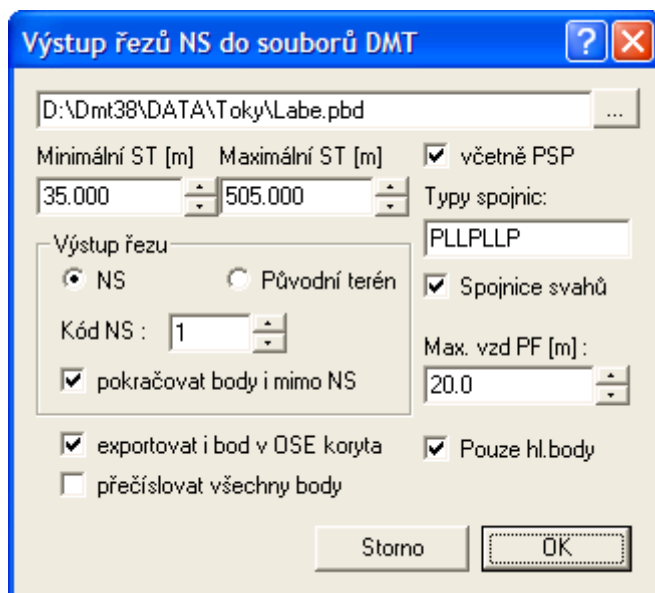 Výstup řezů NS do souborů DMT
D:\Dmt38\DATA\Toky\Labe.pbd ...
Minimální ST [m] Maximální ST [m] včetně PSP
35.000 505.000 Typy spojnic:
PLLPLLP
Výstup řezu
NS Původní terén Spojnice svahů
Kód NS : 1
Max. vzd PF [m] :
pokračovat body i mimo NS 20.0
exportovat i bod v OSE koryta Pouze hl.body
přečíslovat všechny body
Storno OK